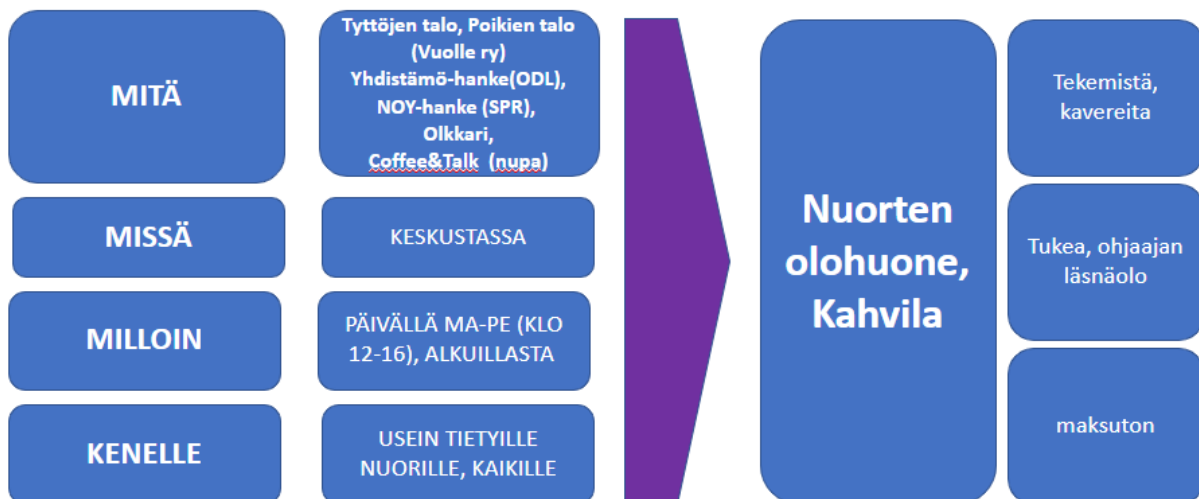 MITÄ
Tyttöjen talo, Poikien talo
(Vuolle ry)
Yhdistämö-hanke(ODL),
NOY-hanke (SPR),
Olkkari,
Coffee&Talk (nupa)
MISSÄ
KESKUSTASSA
MILLOIN
PÄIVÄLLÄ MA-PE (KLO
12-16), ALKUILLASTA
KENELLE
USEIN TIETYILLE
NUORILLE, KAIKILLE
Nuorten
olohuone,
Kahvila
Tekemistä,
kavereita
Tukea, ohjaajan
läsnäolo
maksuton